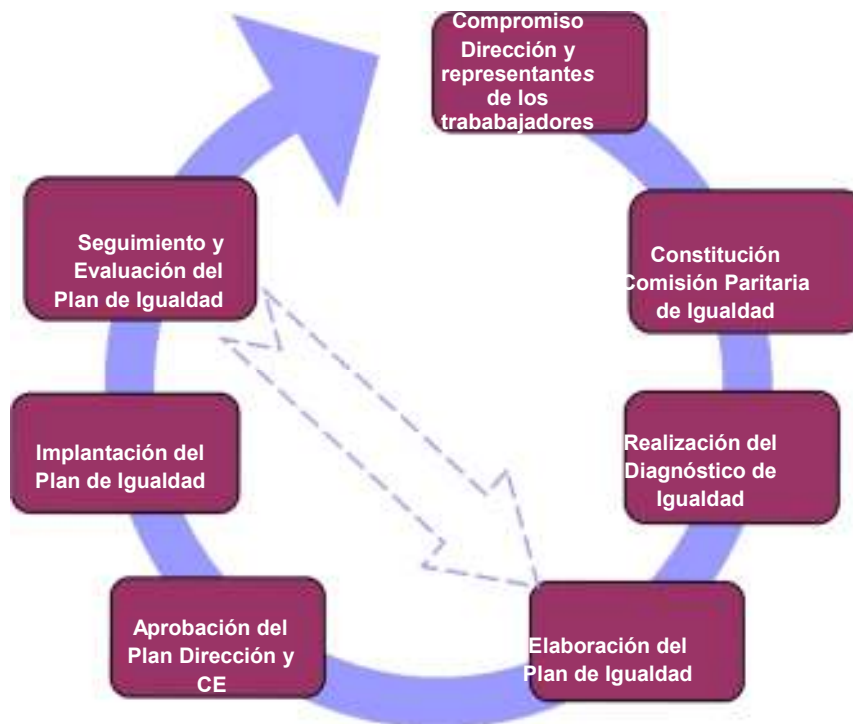 Compromiso
Dirección y
representantes
de los
trababajadores
Constitución
Comisión Paritaria
de Igualdad
Realización del
Diagnóstico de
Igualdad
Elaboración del
Plan de Igualdad
Aprobación del
Plan Dirección y
CE
Implantación del
Plan de Igualdad
Seguimiento y
Evaluación del
Plan de Igualdad